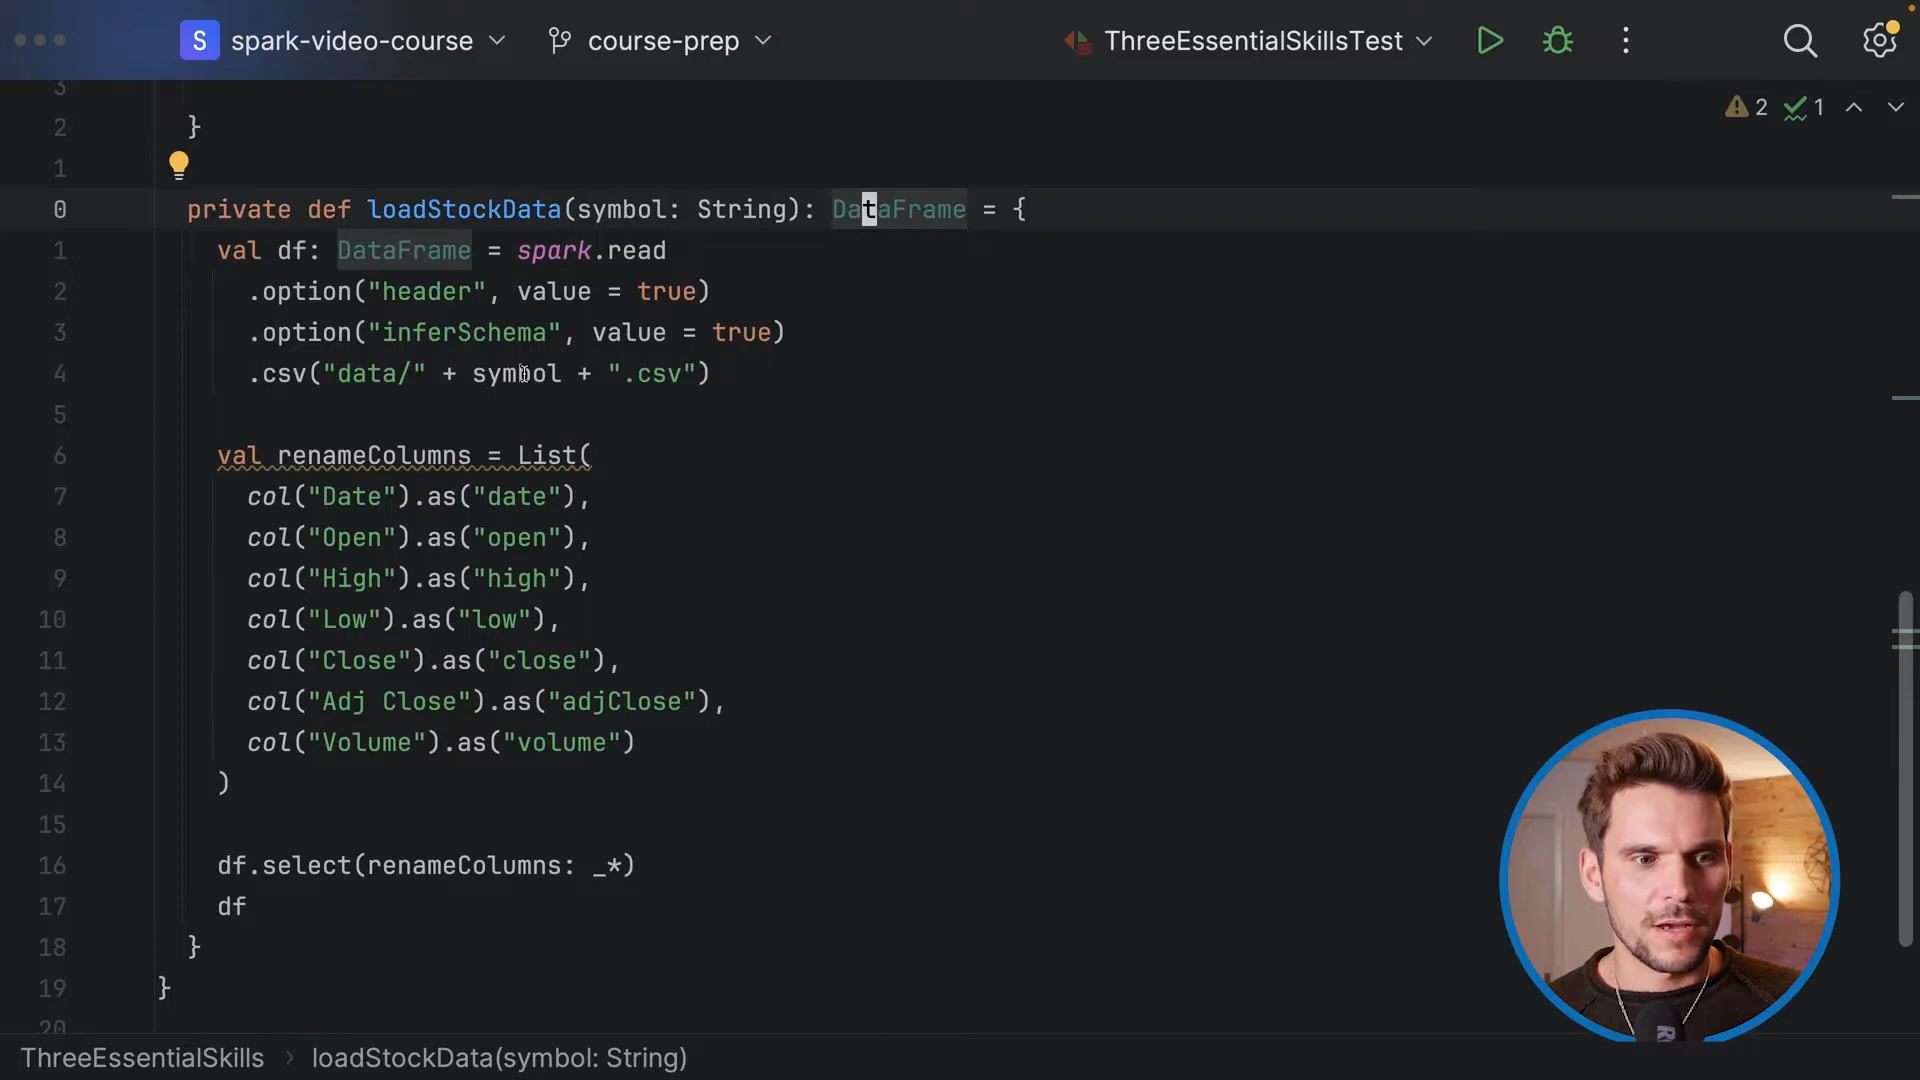 S spark-video-course course-prep ThreeEssentialSkillsTest
2 1
3
2 }
1
0 private def loadStockData(symbol: String): DataFrame = {
1 val df: DataFrame = spark.read
2 .option("header", value = true)
3 .option("inferSchema", value = true)
4 .csv("data/" + symbol + ".csv")
5
6 val renameColumns = List(
7 col("Date").as("date"),
8 col("Open").as("open"),
9 col("High").as("high"),
10 col("Low").as("low"),
11 col("Close").as("close"),
12 col("Adj Close").as("adjClose"),
13 col("Volume").as("volume")
14 )
15
16 df.select(renameColumns: _*)
17 df
18 }
19 }
20
ThreeEssentialSkills › loadStockData(symbol: String)